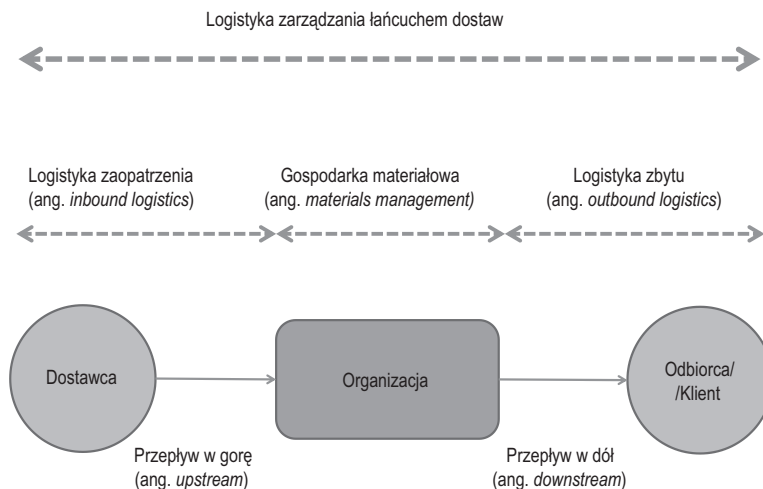 Logistyka zarządzania łańcuchem dostaw
Logistyka zaopatrzenia
(ang. inbound logistics)
Gospodarka materiałowa
(ang. materials management)
Logistyka zbytu
(ang. outbound logistics)
Dostawca
Organizacja
Odbiorca/
/Klient
Przepływ w gorę
(ang. upstream)
Przepływ w dół
(ang. downstream)